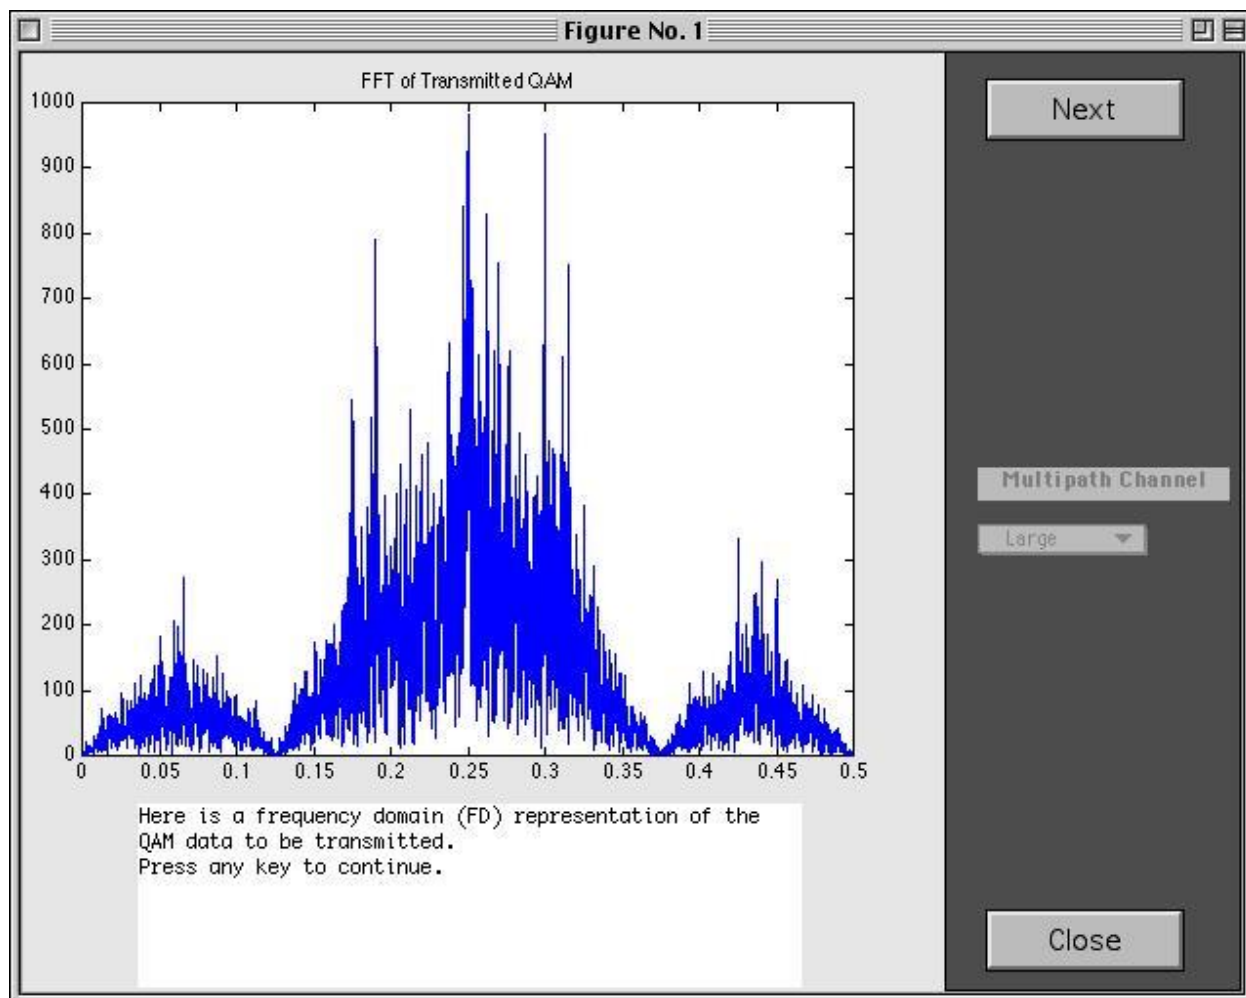 Figure No. 1
FFT of Transmitted QAM
1000
900
800
700
600
500
400
300
200
100
0
0 0.05 0.1 0.15 0.2 0.25 0.3 0.35 0.4 0.45 0.5
Here is a frequency domain (FD) representation of the
QAM data to be transmitted.
Press any key to continue.
Next
Multipath Channel
Large
Close